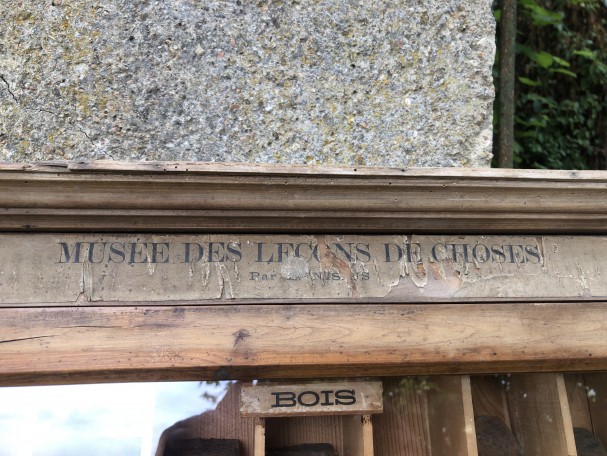 MUSÉE DES LEÇONS DE CHOSES
Par
BOIS